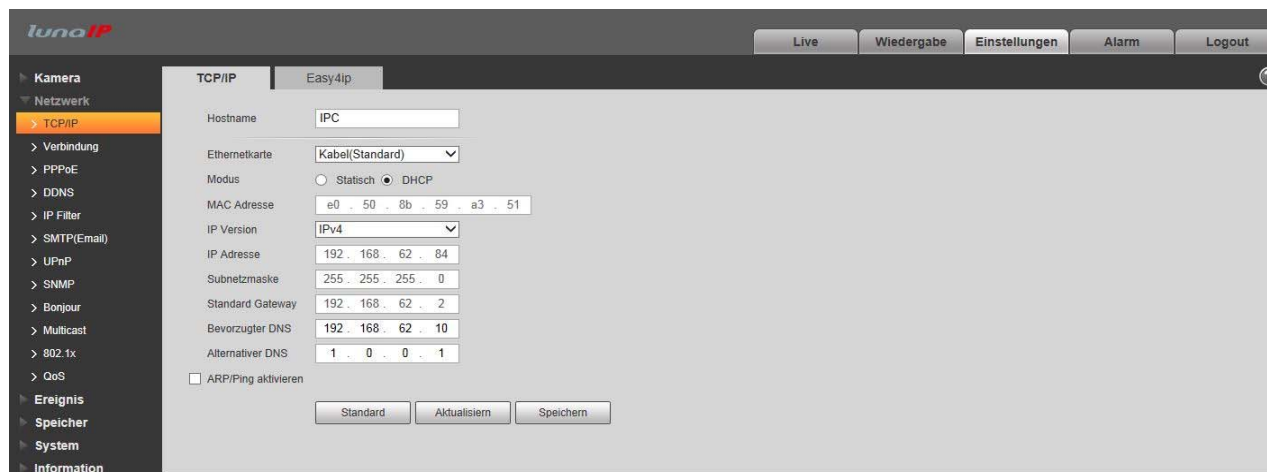 lunaIP
Live Wiedergabe Einstellungen Alarm Logout
Kamera
Netzwerk
> TCP/IP
> Verbindung
> PPPoE
> DDNS
> IP Filter
> SMTP(Email)
> UPnP
> SNMP
> Bonjour
> Multicast
> 802.1x
> QoS
Ereignis
Speicher
System
Information
TCP/IP Easy4ip
Hostname IPC
Ethernetkarte Kabel(Standard)
Modus Statisch DHCP
MAC Adresse e0 . 50 . 8b . 59 . a3 . 51
IP Version IPv4
IP Adresse 192 . 168 . 62 . 84
Subnetzmaske 255 . 255 . 255 . 0
Standard Gateway 192 . 168 . 62 . 2
Bevorzugter DNS 192 . 168 . 62 . 10
Alternativer DNS 1 . 0 . 0 . 1
ARP/Ping aktivieren
Standard Aktualisiern Speichern